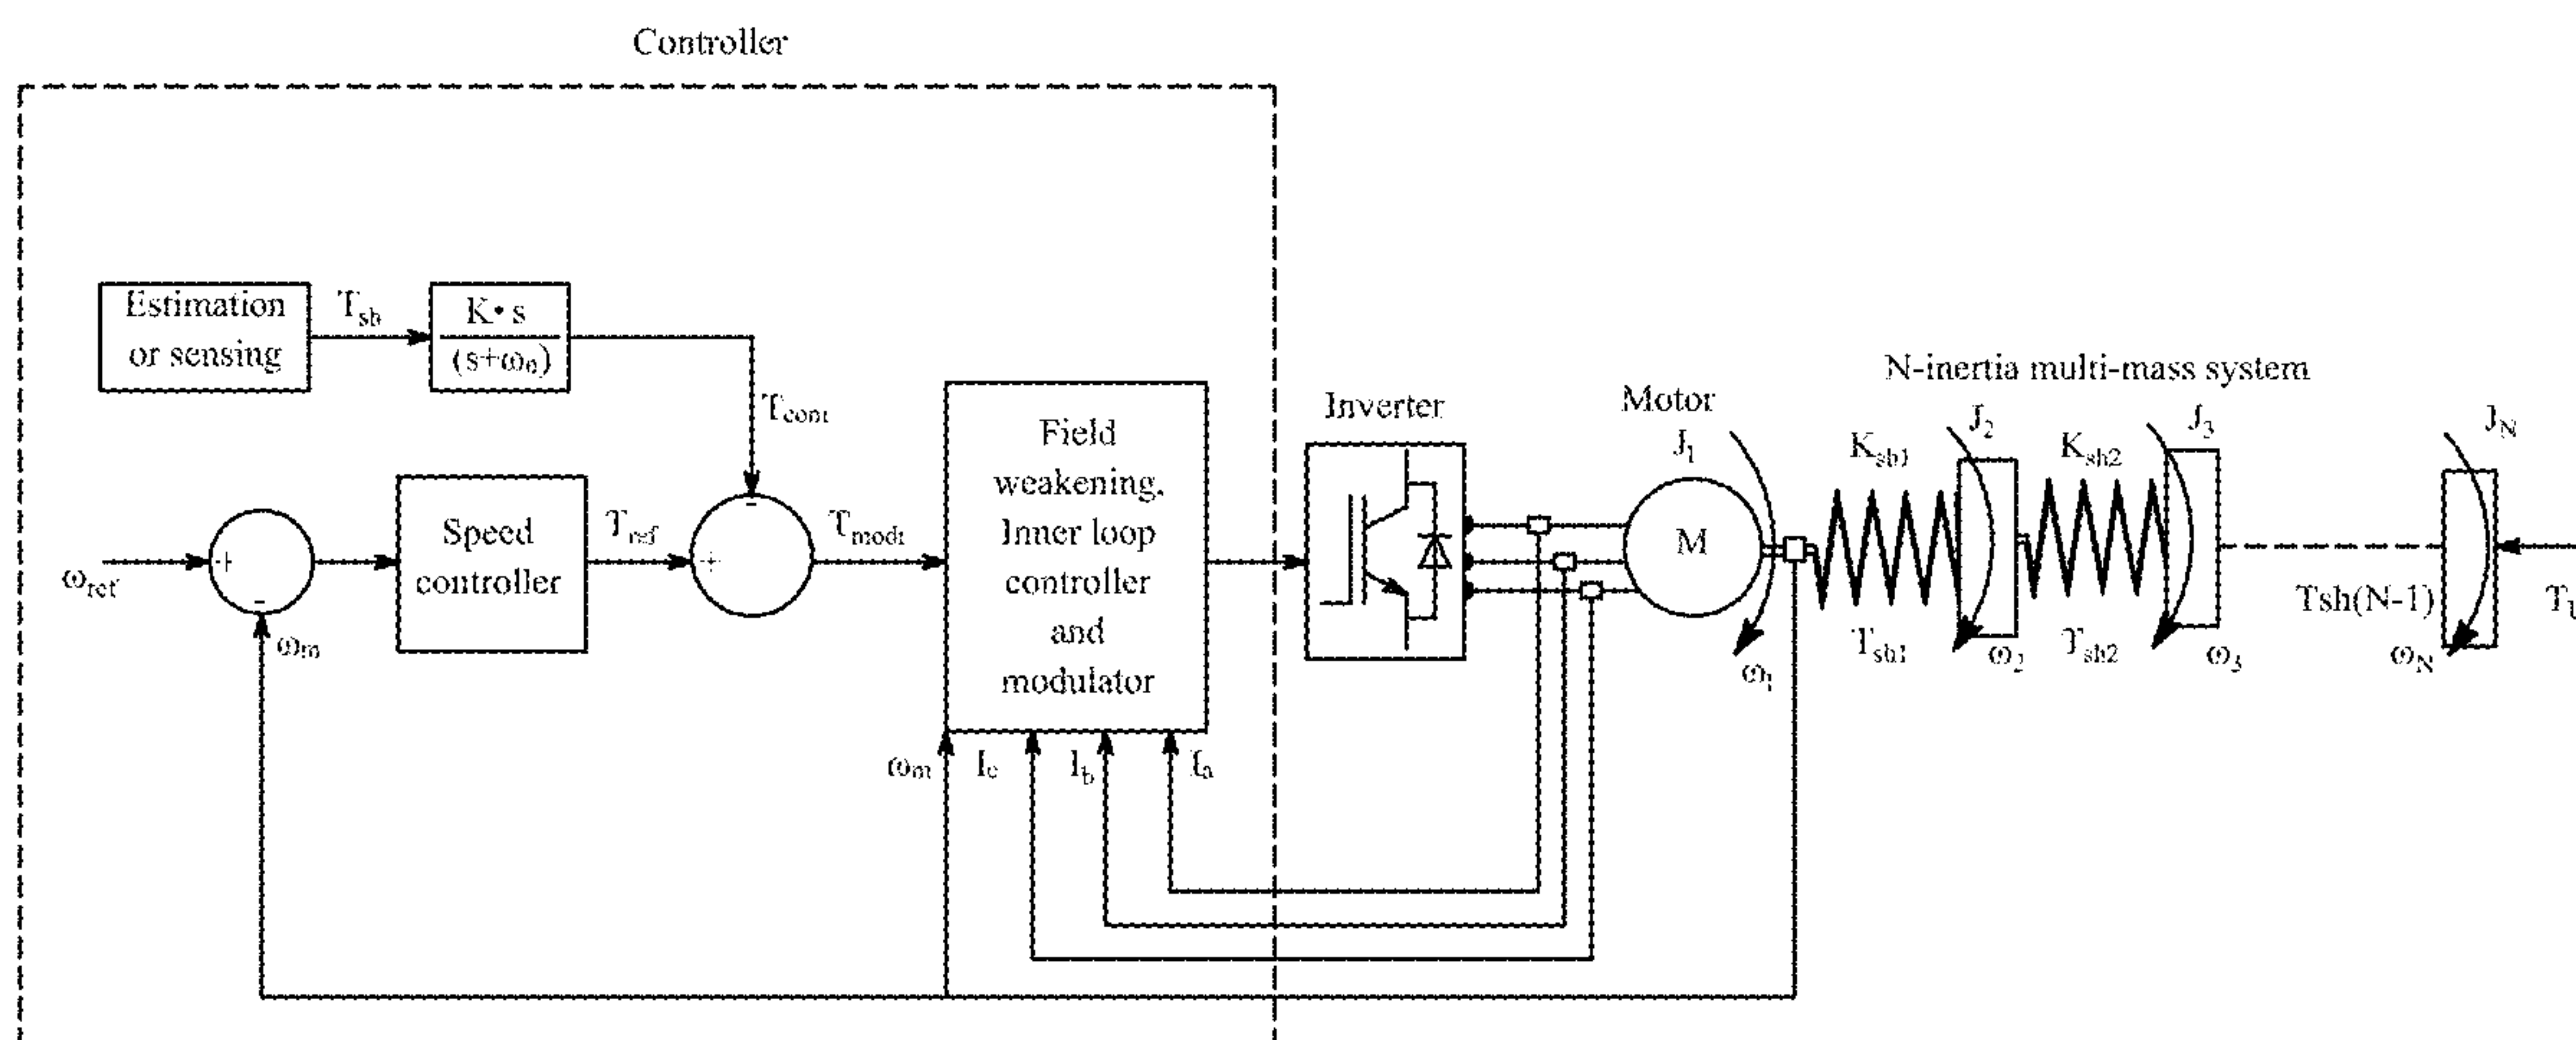 Controller
Estimation
or sensing
T_sh
K• s
(s+ω₀)
T_cont
ω_ref
+
-
ω_m
Speed
controller
T_ref
-
+
T_modi
Field
weakening,
Inner loop
controller
and
modulator
ω_m
I_c
I_b
I_a
Inverter
Motor
J_1
M
ω_1
N-inertia multi-mass system
K_sh1
T_sh1
J_2
ω_2
K_sh2
T_sh2
J_3
ω_3
Tsh(N-1)
J_N
ω_N